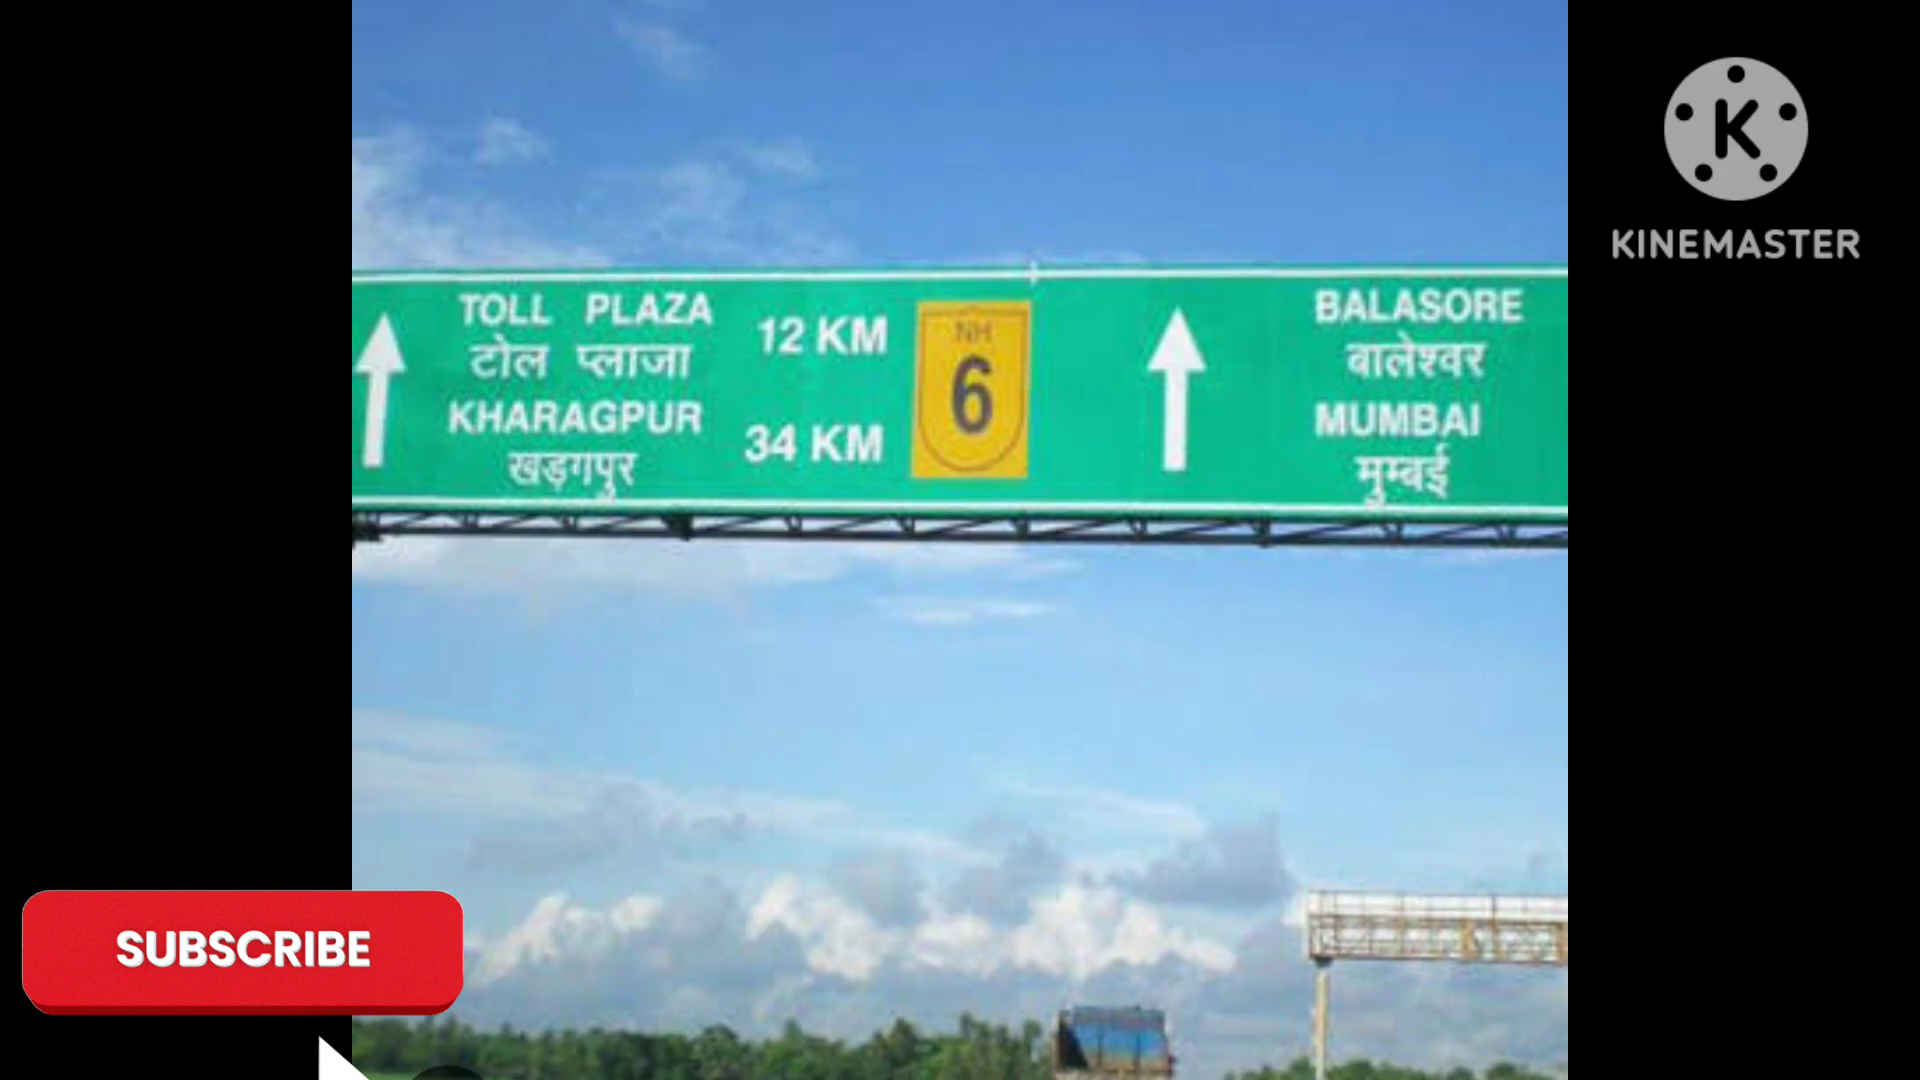 TOLL PLAZA
टोल प्लाजा
12 KM
KHARAGPUR
खड़गपुर
34 KM
NH
6
BALASORE
बालेश्वर
MUMBAI
मुम्बई
K
KINEMASTER
SUBSCRIBE